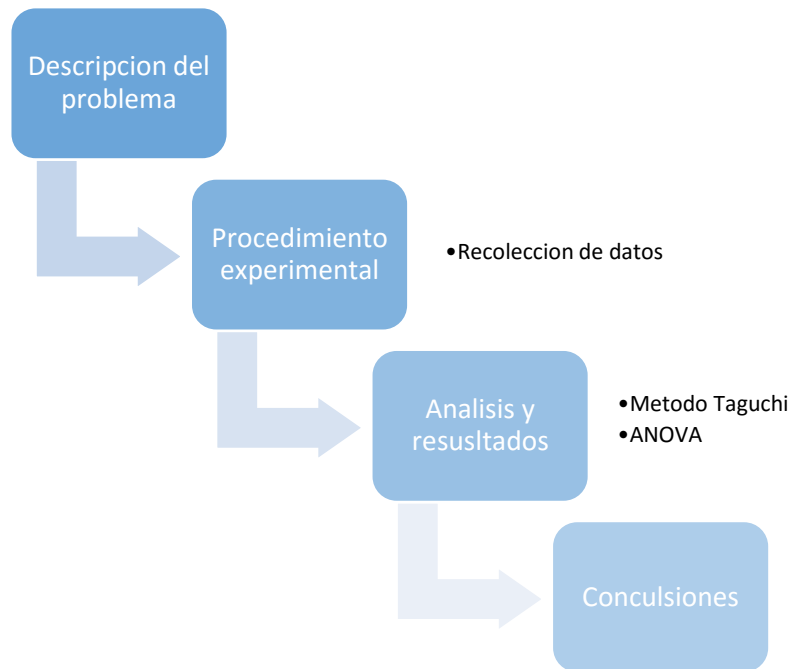 Descripcion del
problema
Procedimiento
experimental
•Recoleccion de datos
Analisis y
resusltados
•Metodo Taguchi
•ANOVA
Conculsiones